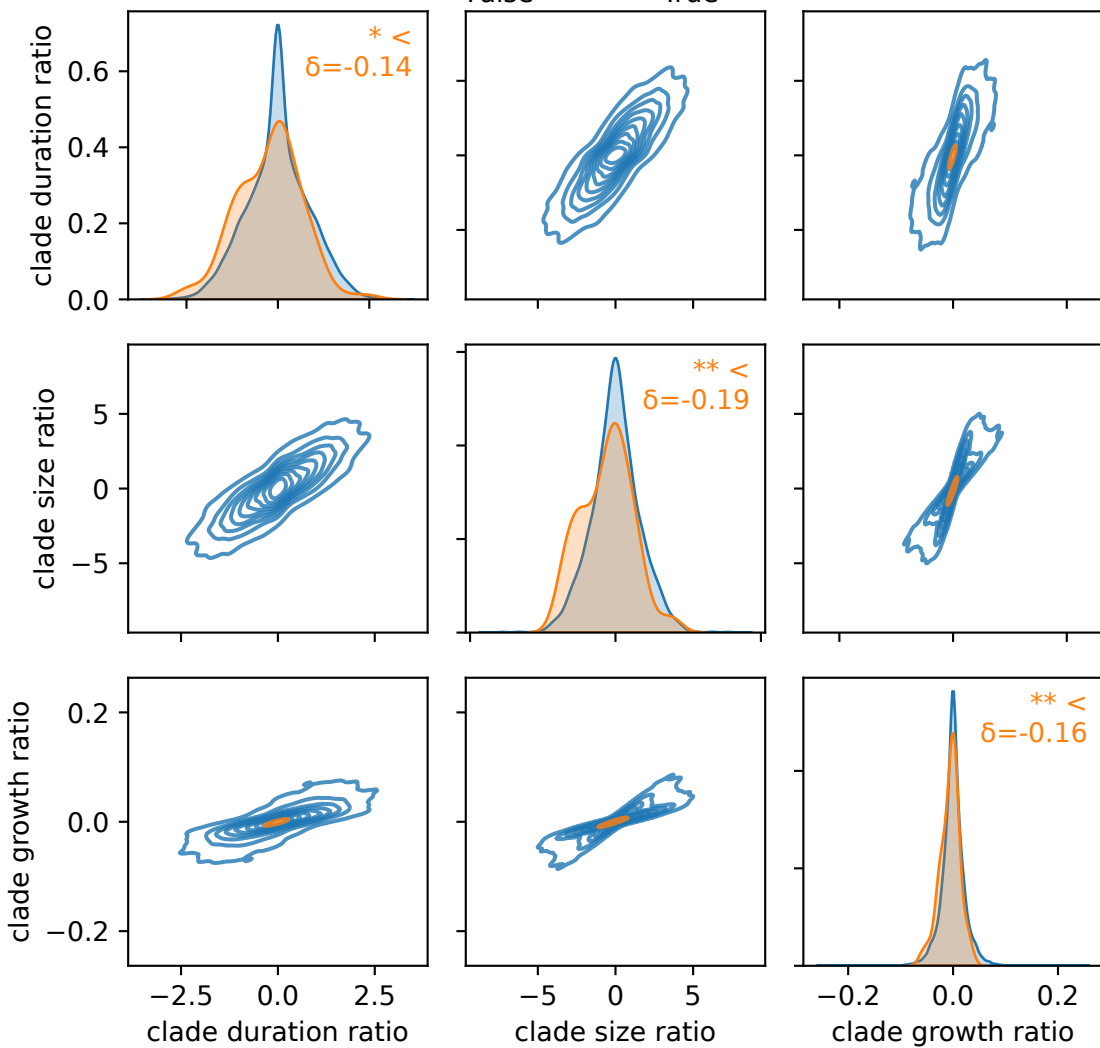 True
clade duration ratio
0.6
0.4
0.2
0.0
* <
δ=-0.14
clade size ratio
5
0
−5
** <
δ=-0.19
clade growth ratio
0.2
0.0
−0.2
** <
δ=-0.16
−2.5 0.0 2.5
−5 0 5
−0.2 0.0 0.2
clade duration ratio
clade size ratio
clade growth ratio